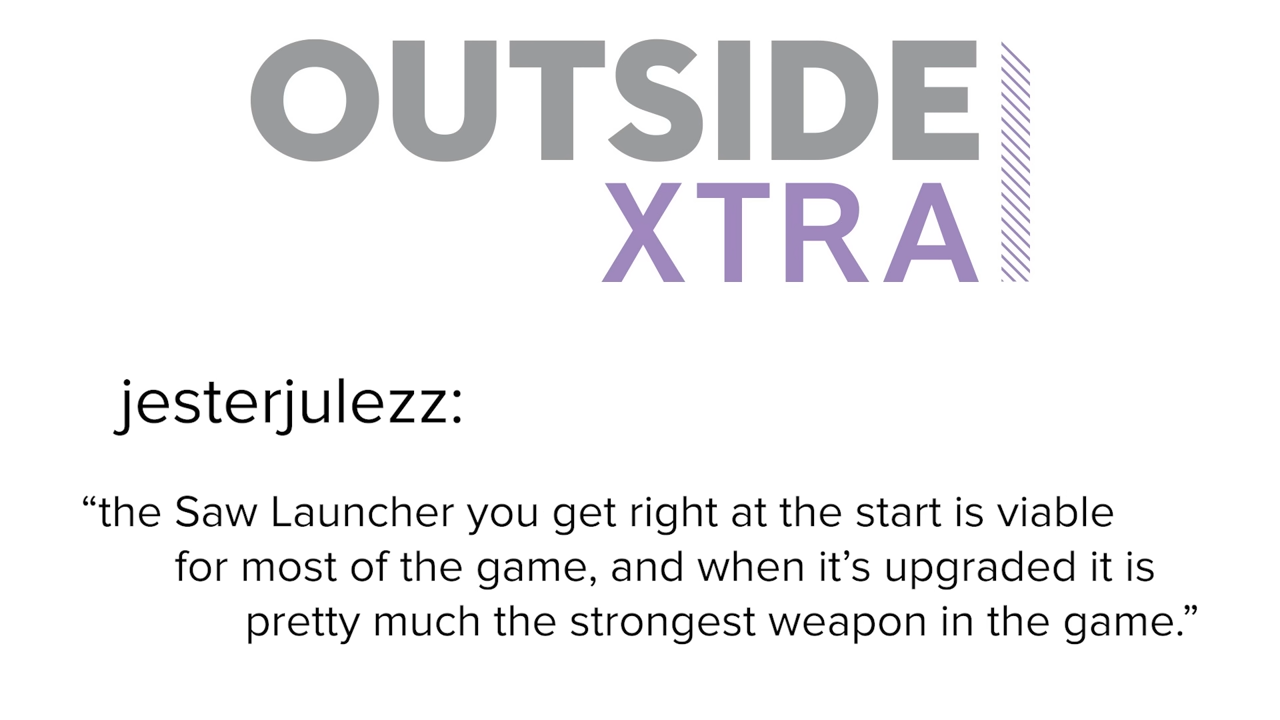 OUTSIDE
XTRA
jesterjulezz:
“the Saw Launcher you get right at the start is viable
for most of the game, and when it’s upgraded it is
pretty much the strongest weapon in the game.”